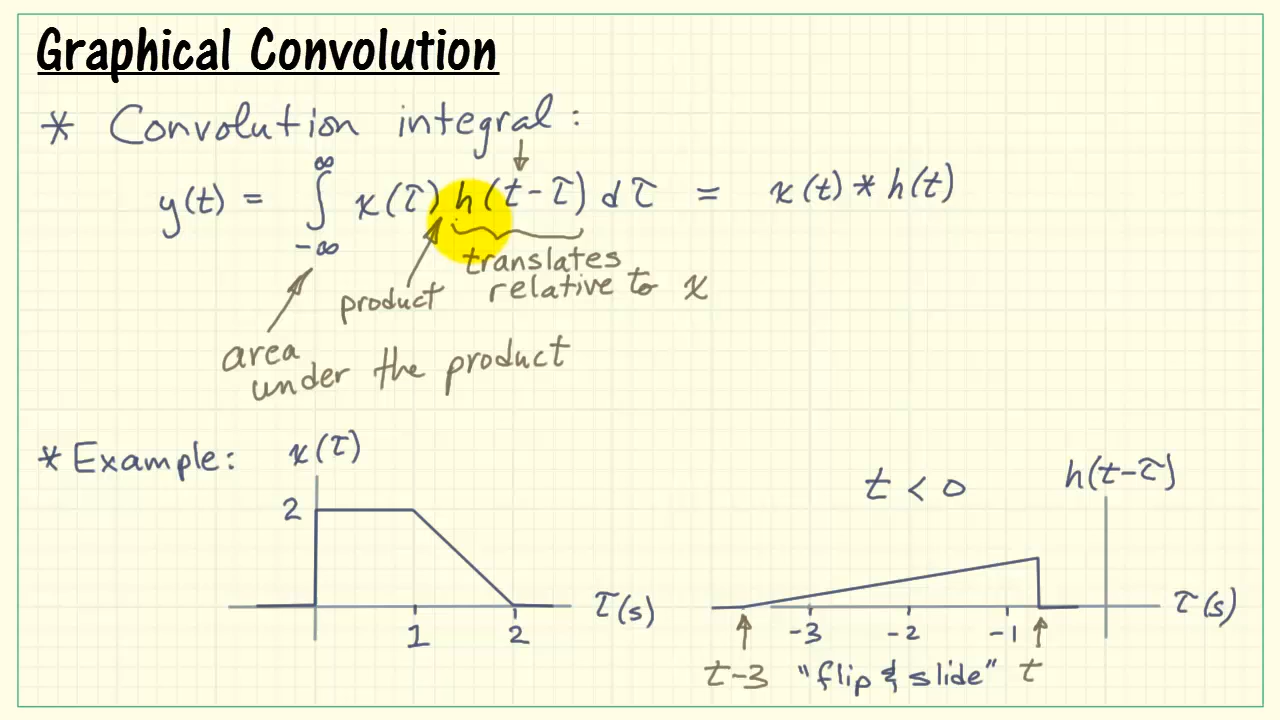 Graphical Convolution
* Convolution integral:
y(t) = ∫_{-∞}^{∞} x(τ) h(t-τ) dτ = x(t) * h(t)
translates
relative to x
product
area
under the product
* Example:
x(τ)
2
1
2
τ(s)
t < 0
h(t-τ)
-3
-2
-1
τ(s)
t-3
"flip & slide"
t